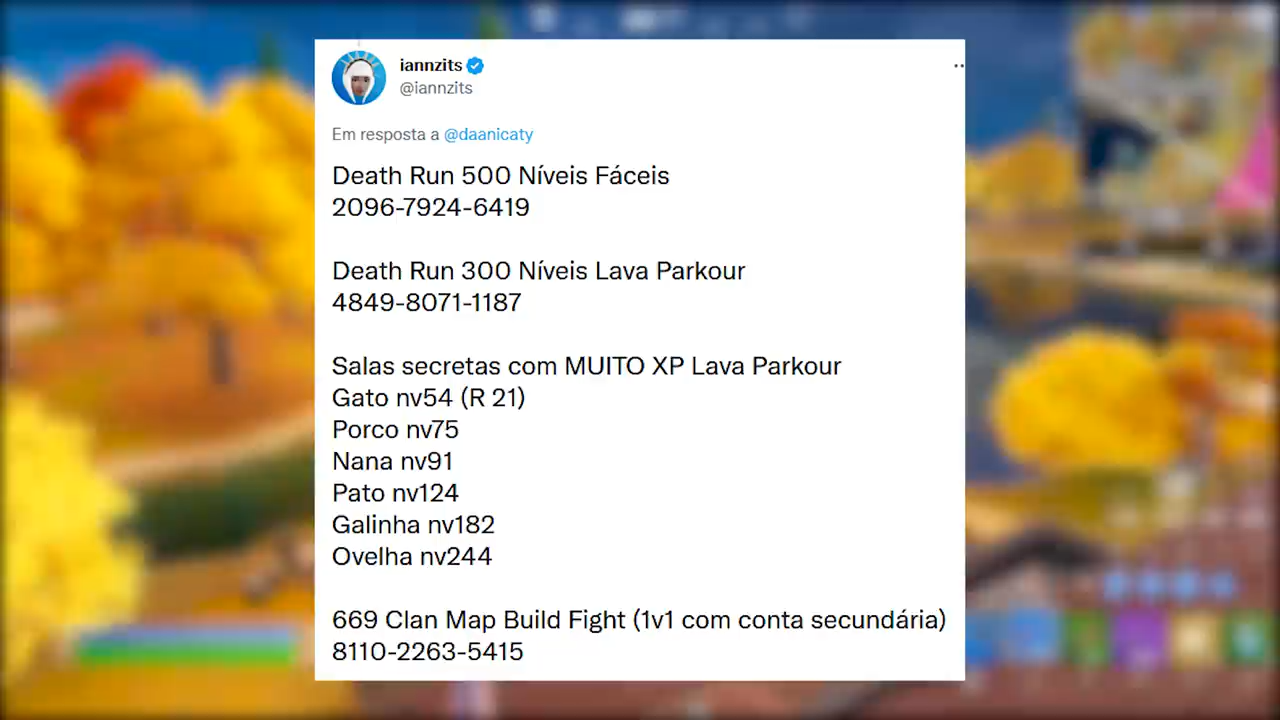 iannzits
@iannzits
Em resposta a @daanicaty
Death Run 500 Níveis Fáceis
2096-7924-6419
Death Run 300 Níveis Lava Parkour
4849-8071-1187
Salas secretas com MUITO XP Lava Parkour
Gato nv54 (R 21)
Porco nv75
Nana nv91
Pato nv124
Galinha nv182
Ovelha nv244
669 Clan Map Build Fight (1v1 com conta secundária)
8110-2263-5415